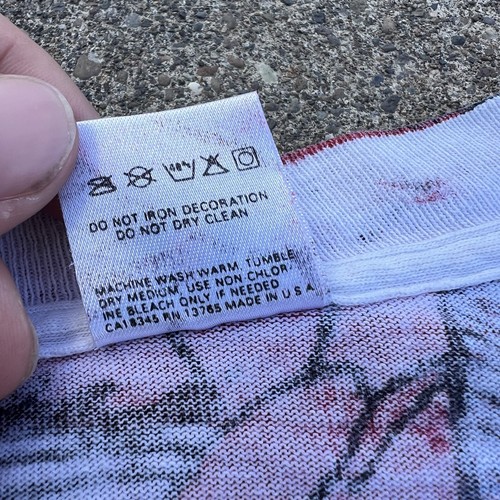 40°
DO NOT IRON DECORATION
DO NOT DRY CLEAN
MACHINE WASH WARM, TUMBLE
DRY MEDIUM. USE NON CHLOR-
INE BLEACH ONLY IF NEEDED
CA18345 RN 13765 MADE IN U.S.A.